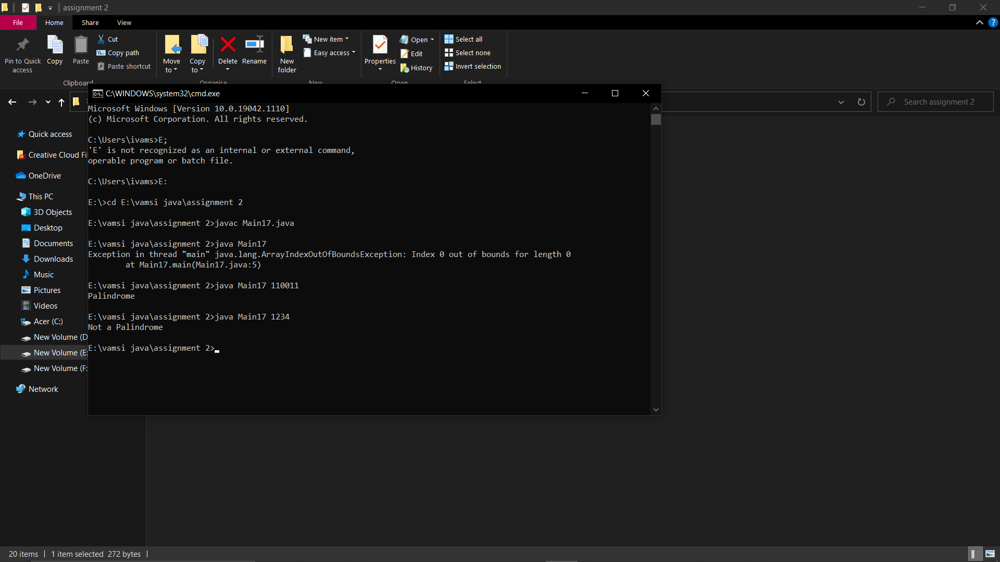 assignment 2
File Home Share View
Pin to Quick access
Copy
Paste
Cut
Copy path
Paste shortcut
Clipboard
Move to
Copy to
Delete
Rename
Organise
New folder
New item
Easy access
New
Properties
Open
Edit
History
Open
Select all
Select none
Invert selection
Select
C:\WINDOWS\system32\cmd.exe
Search assignment 2
Microsoft Windows [Version 10.0.19042.1110]
(c) Microsoft Corporation. All rights reserved.
C:\Users\ivams>E;
'E' is not recognized as an internal or external command,
operable program or batch file.
C:\Users\ivams>E:
E:\>cd E:\vamsi java\assignment 2
E:\vamsi java\assignment 2>javac Main17.java
E:\vamsi java\assignment 2>java Main17
Exception in thread "main" java.lang.ArrayIndexOutOfBoundsException: Index 0 out of bounds for length 0
at Main17.main(Main17.java:5)
E:\vamsi java\assignment 2>java Main17 110011
Palindrome
E:\vamsi java\assignment 2>java Main17 1234
Not a Palindrome
E:\vamsi java\assignment 2>
Quick access
Creative Cloud Fi
OneDrive
This PC
3D Objects
Desktop
Documents
Downloads
Music
Pictures
Videos
Acer (C:)
New Volume (D
New Volume (E:
New Volume (F:
Network
20 items 1 item selected 272 bytes